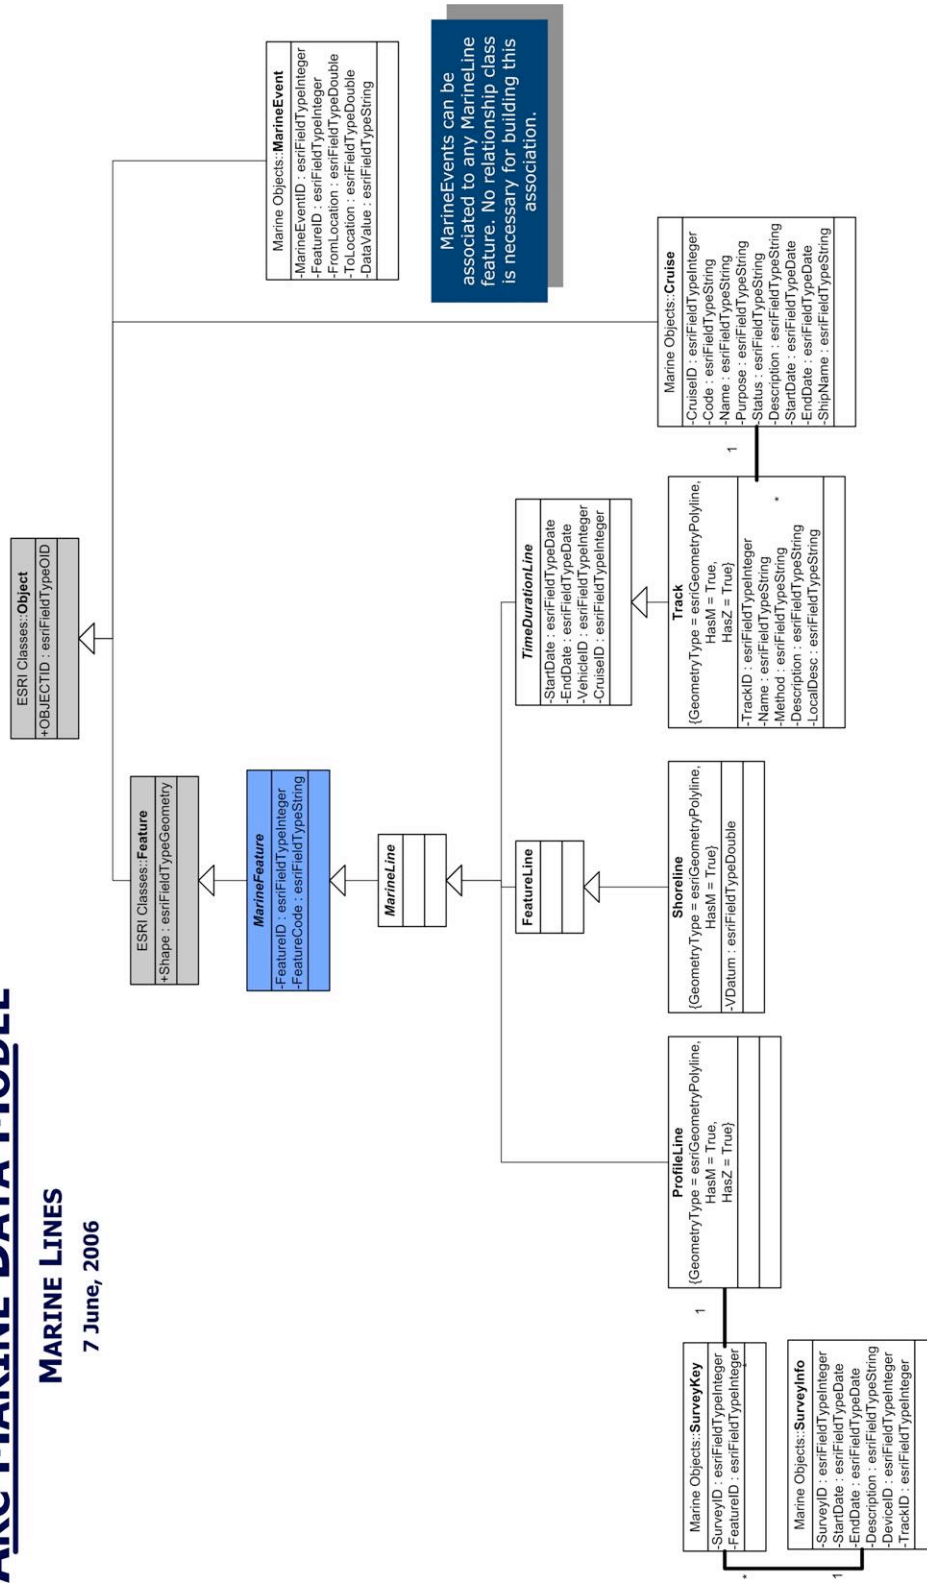 ARC MARINE DATA MODEL
MARINE LINES
7 June, 2006
ESRI Classes::Object
+OBJECTID : esriFieldTypeOID
ESRI Classes::Feature
+Shape : esriFieldTypeGeometry
Marine Objects::MarineEvent
-MarineEventID : esriFieldTypeInteger
-FeatureID : esriFieldTypeInteger
-FromLocation : esriFieldTypeDouble
-ToLocation : esriFieldTypeDouble
-DataValue : esriFieldTypeString
MarineFeature
-FeatureID : esriFieldTypeInteger
-FeatureCode : esriFieldTypeString
MarineLine
MarineEvents can be
associated to any MarineLine
feature. No relationship class
is necessary for building this
association.
FeatureLine
TimeDurationLine
-StartDate : esriFieldTypeDate
-EndDate : esriFieldTypeDate
-VehicleID : esriFieldTypeInteger
-CruiseID : esriFieldTypeInteger
ProfileLine
{GeometryType = esriGeometryPolyline,
HasM = True,
HasZ = True}
Shoreline
{GeometryType = esriGeometryPolyline,
HasM = True}
-VDatum : esriFieldTypeDouble
Track
{GeometryType = esriGeometryPolyline,
HasM = True,
HasZ = True}
-TrackID : esriFieldTypeInteger
-Name : esriFieldTypeString
-Method : esriFieldTypeString
-Description : esriFieldTypeString
-LocalDesc : esriFieldTypeString
*
1
Marine Objects::Cruise
-CruiseID : esriFieldTypeInteger
-Code : esriFieldTypeString
-Name : esriFieldTypeString
-Purpose : esriFieldTypeString
-Status : esriFieldTypeString
-Description : esriFieldTypeString
-StartDate : esriFieldTypeDate
-EndDate : esriFieldTypeDate
-ShipName : esriFieldTypeString
1
Marine Objects::SurveyKey
-SurveyID : esriFieldTypeInteger
-FeatureID : esriFieldTypeInteger
*
1
Marine Objects::SurveyInfo
-SurveyID : esriFieldTypeInteger
-StartDate : esriFieldTypeDate
-EndDate : esriFieldTypeDate
-Description : esriFieldTypeString
-DeviceID : esriFieldTypeInteger
-TrackID : esriFieldTypeInteger